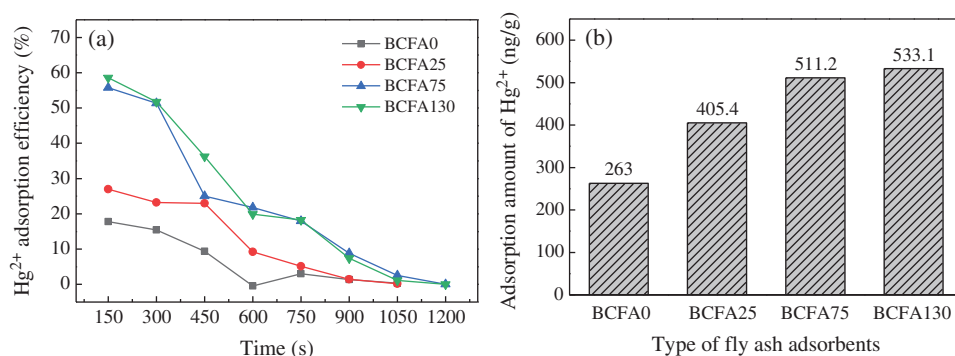 (a)
BCFA0
BCFA25
BCFA75
BCFA130
Hg²⁺ adsorption efficiency (%)
70
60
50
40
30
20
10
0
150 300 450 600 750 900 1050 1200
Time (s)
(b)
Adsorption amount of Hg²⁺ (ng/g)
600
500
400
300
200
100
0
263
405.4
511.2
533.1
BCFA0 BCFA25 BCFA75 BCFA130
Type of fly ash adsorbents